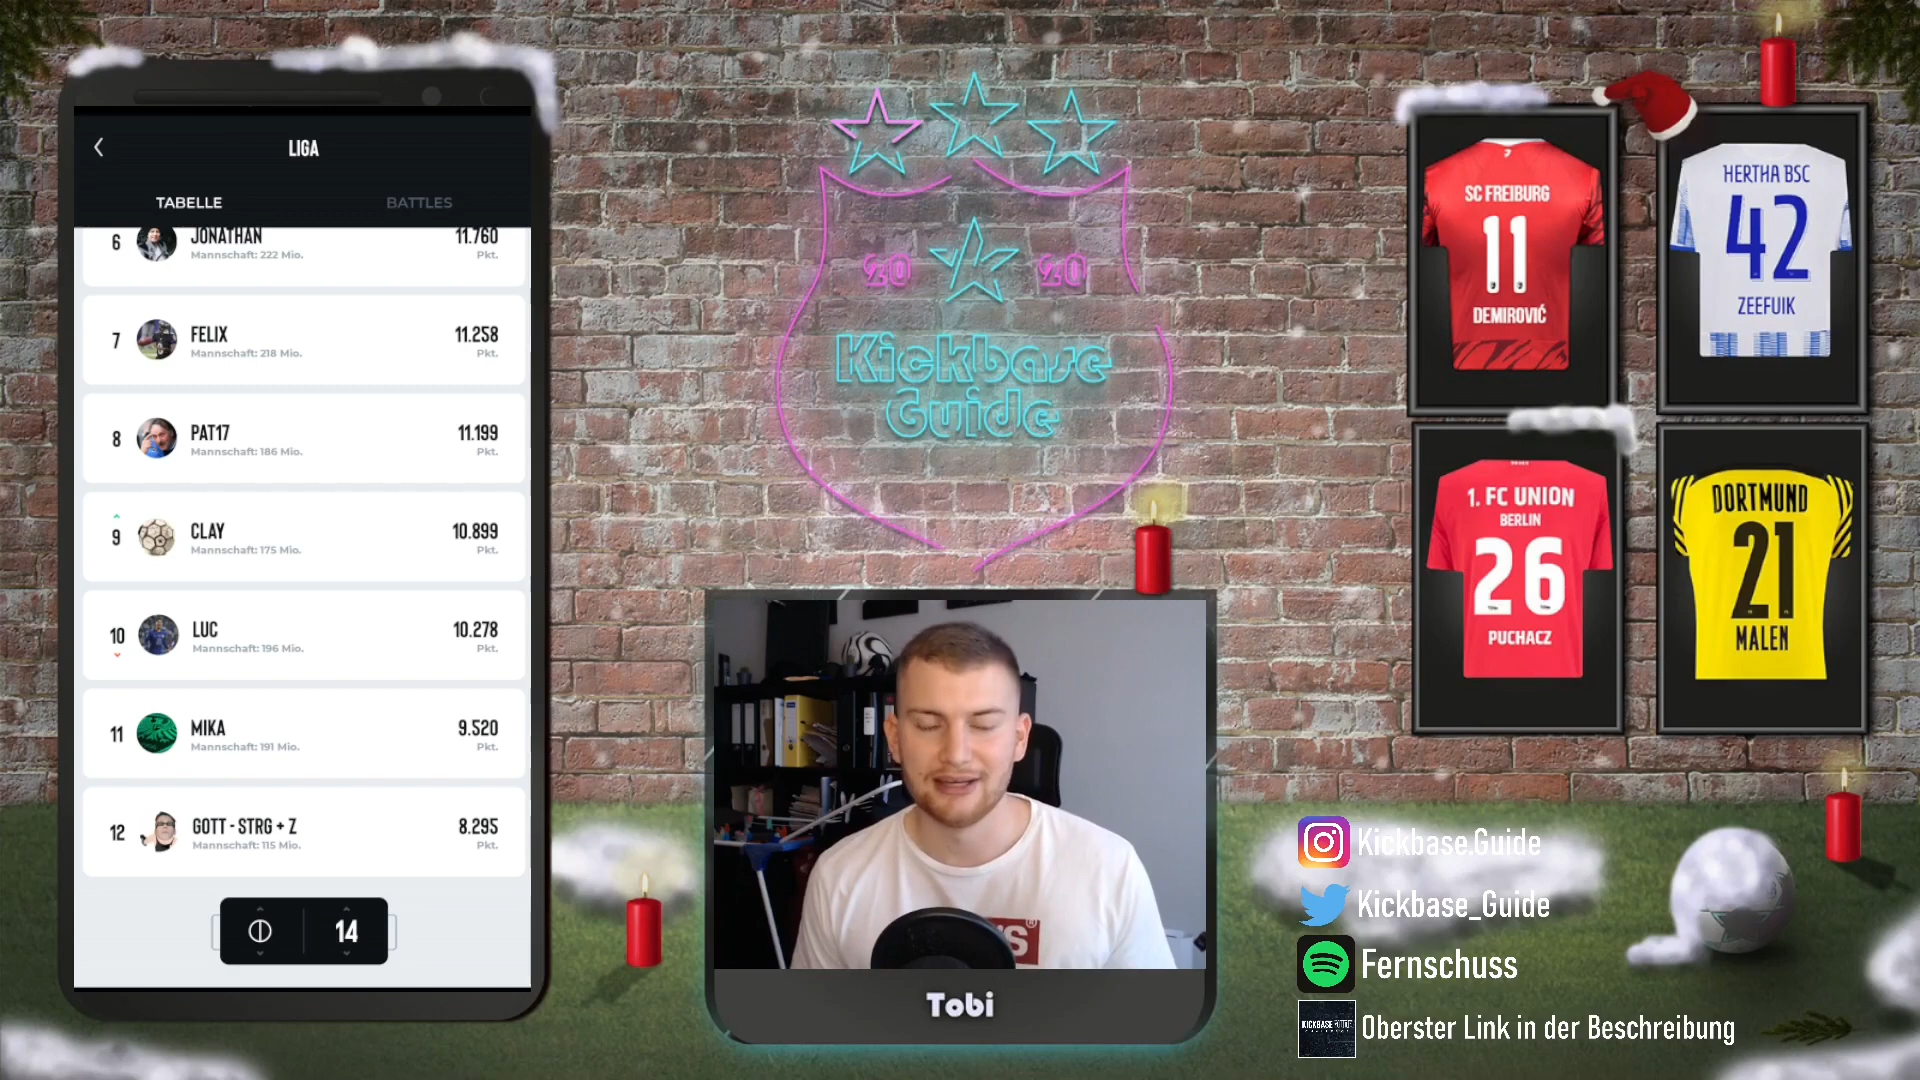 LIGA
TABELLE
BATTLES
6 JONATHAN 11.760
Mannschaft: 222 Mio. Pkt.
7 FELIX 11.258
Mannschaft: 218 Mio. Pkt.
8 PAT17 11.199
Mannschaft: 186 Mio. Pkt.
9 CLAY 10.899
Mannschaft: 175 Mio. Pkt.
10 LUC 10.278
Mannschaft: 196 Mio. Pkt.
11 MIKA 9.520
Mannschaft: 191 Mio. Pkt.
12 GOTT - STRG + Z 8.295
Mannschaft: 115 Mio. Pkt.
14
20 20
Kickbase
Guide
Tobi
SC FREIBURG
11
DEMIROVIĆ
HERTHA BSC
42
ZEEFUIK
1. FC UNION
BERLIN
26
PUCHACZ
DORTMUND
21
MALEN
Kickbase.Guide
Kickbase_Guide
Fernschuss
Oberster Link in der Beschreibung